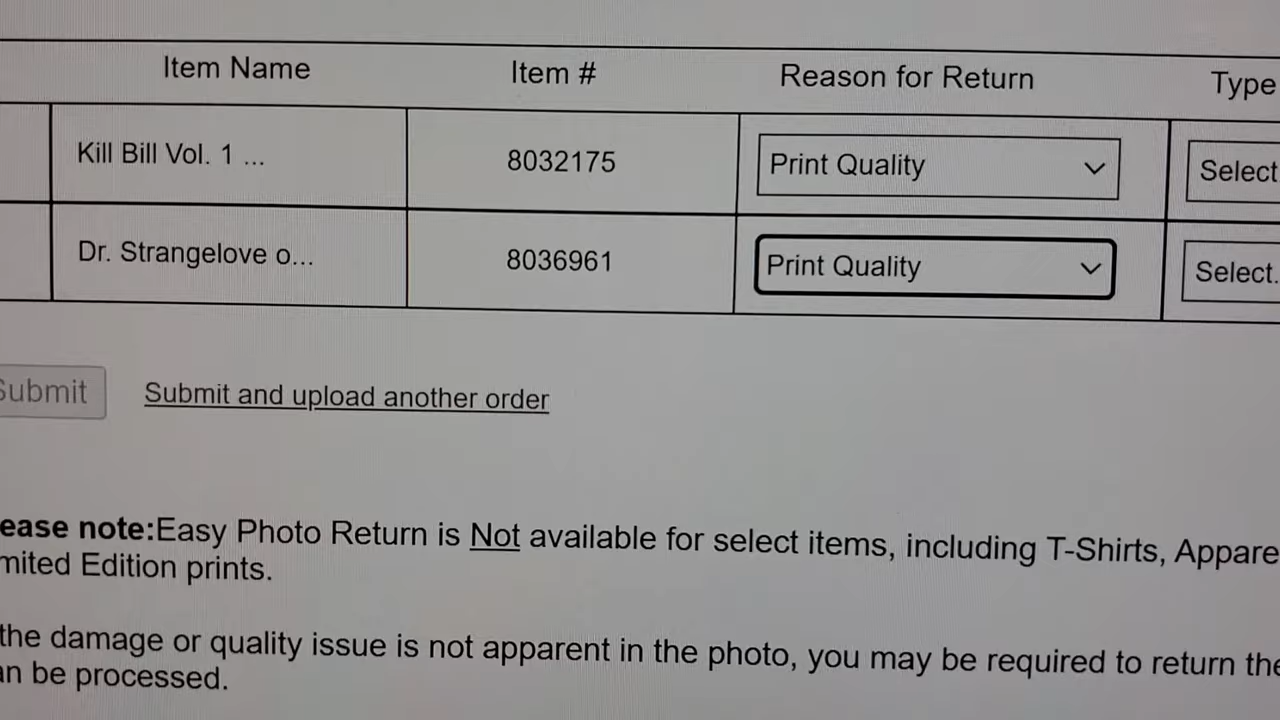 Item Name Item # Reason for Return Type
Kill Bill Vol. 1 ... 8032175 Print Quality Select
Dr. Strangelove o... 8036961 Print Quality Select.
Submit Submit and upload another order
ease note:Easy Photo Return is Not available for select items, including T-Shirts, Appare
mited Edition prints.
the damage or quality issue is not apparent in the photo, you may be required to return the
an be processed.